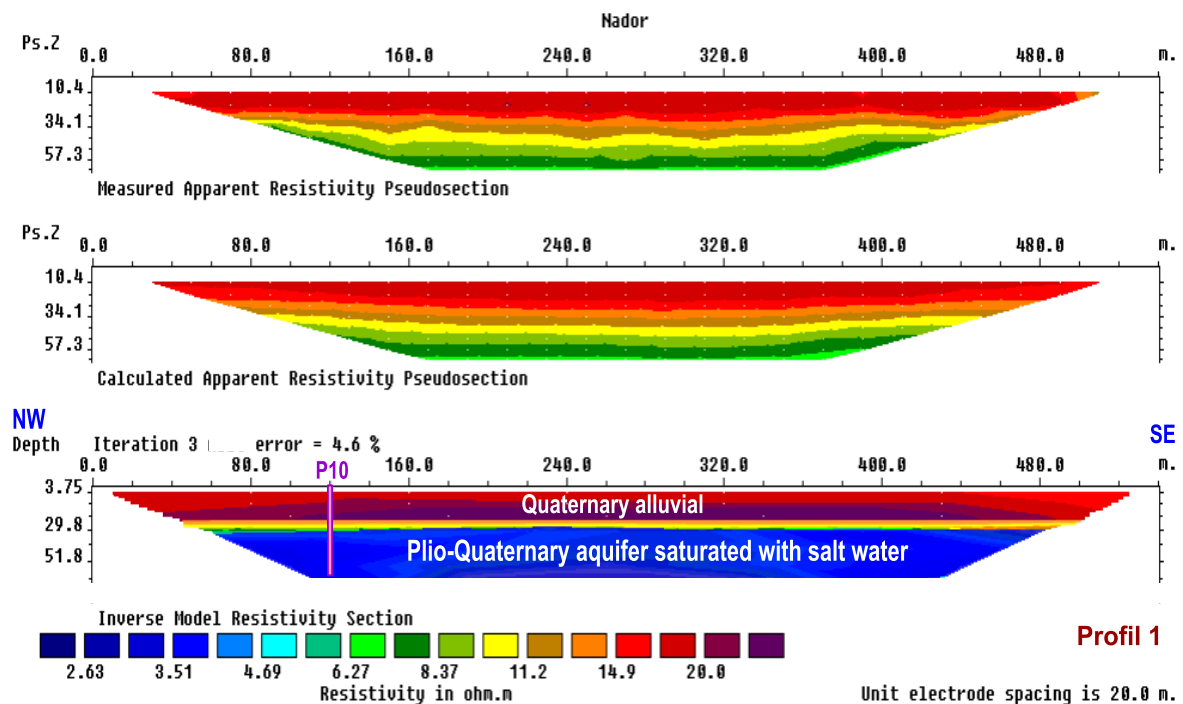 Nador
Ps.Z 0.0 80.0 160.0 240.0 320.0 400.0 480.0 m.
10.4
34.1
57.3
Measured Apparent Resistivity Pseudosection
Ps.Z 0.0 80.0 160.0 240.0 320.0 400.0 480.0 m.
10.4
34.1
57.3
Calculated Apparent Resistivity Pseudosection
NW
SE
Depth Iteration 3 error = 4.6 %
0.0 80.0 160.0 240.0 320.0 400.0 480.0 m.
P10
3.75
Quaternary alluvial
29.8
Plio-Quaternary aquifer saturated with salt water
51.8
Inverse Model Resistivity Section
Profil 1
2.63 3.51 4.69 6.27 8.37 11.2 14.9 20.0
Resistivity in ohm.m Unit electrode spacing is 20.0 m.